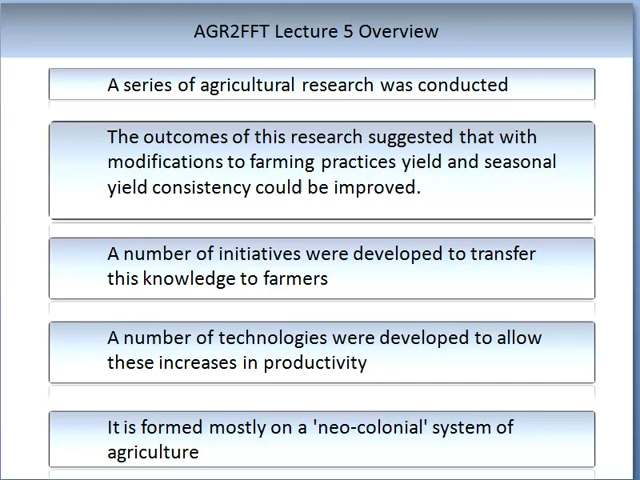 AGR2FFT Lecture 5 Overview
A series of agricultural research was conducted
The outcomes of this research suggested that with
modifications to farming practices yield and seasonal
yield consistency could be improved.
A number of initiatives were developed to transfer
this knowledge to farmers
A number of technologies were developed to allow
these increases in productivity
It is formed mostly on a 'neo-colonial' system of
agriculture